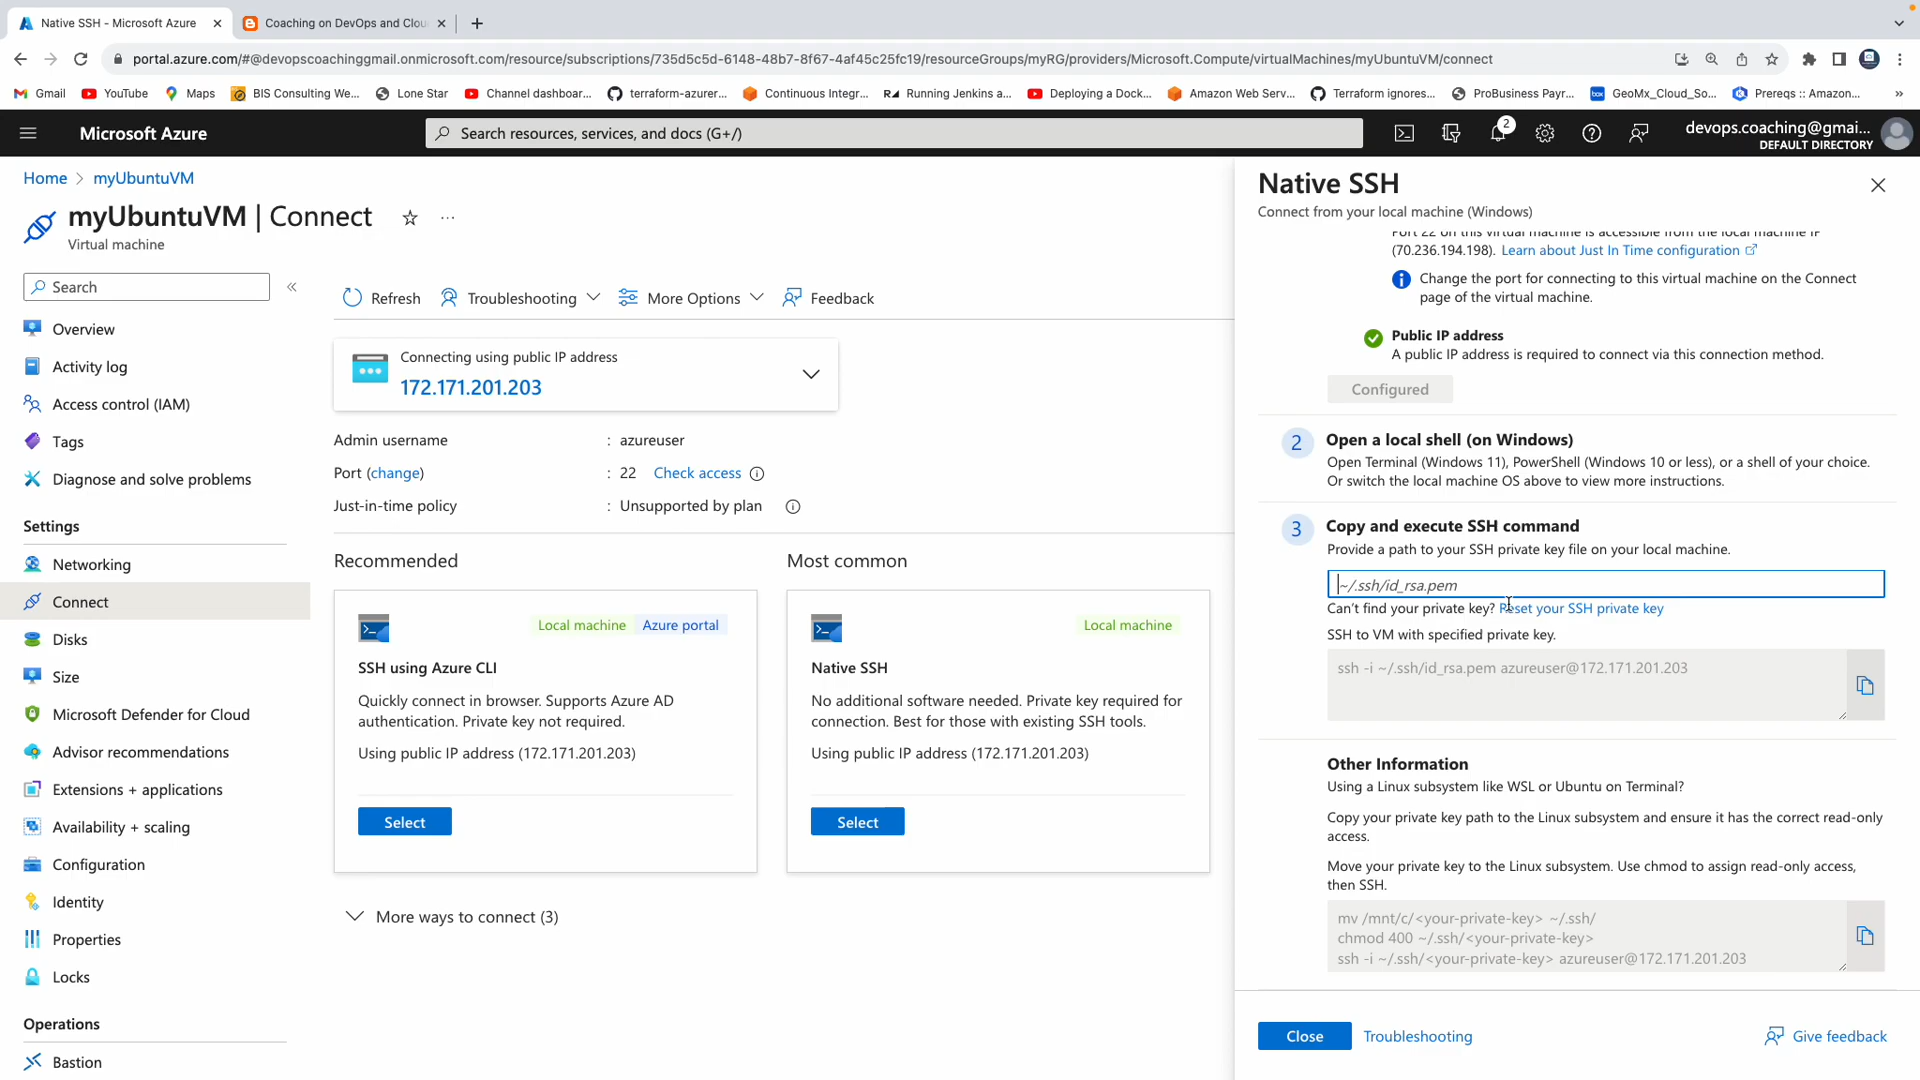 Native SSH - Microsoft Azure
Coaching on DevOps and Clou
portal.azure.com/#@devopscoachinggmail.onmicrosoft.com/resource/subscriptions/735d5c5d-6148-48b7-8f67-4af45c25fc19/resourceGroups/myRG/providers/Microsoft.Compute/virtualMachines/myUbuntuVM/connect
Gmail
YouTube
Maps
BIS Consulting We...
Lone Star
Channel dashboar...
terraform-azurer...
Continuous Integr...
Running Jenkins a...
Deploying a Dock...
Amazon Web Serv...
Terraform ignores...
ProBusiness Payr...
GeoMx_Cloud_So...
Prereqs :: Amazon...
Microsoft Azure
Search resources, services, and docs (G+/)
2
devops.coaching@gmai...
DEFAULT DIRECTORY
Home > myUbuntuVM
myUbuntuVM | Connect
Virtual machine
Search
Overview
Activity log
Access control (IAM)
Tags
Diagnose and solve problems
Settings
Networking
Connect
Disks
Size
Microsoft Defender for Cloud
Advisor recommendations
Extensions + applications
Availability + scaling
Configuration
Identity
Properties
Locks
Operations
Bastion
Refresh
Troubleshooting
More Options
Feedback
Connecting using public IP address
172.171.201.203
Admin username : azureuser
Port (change) : 22 Check access
Just-in-time policy : Unsupported by plan
Recommended
Local machine Azure portal
SSH using Azure CLI
Quickly connect in browser. Supports Azure AD
authentication. Private key not required.
Using public IP address (172.171.201.203)
Select
Most common
Local machine
Native SSH
No additional software needed. Private key required for
connection. Best for those with existing SSH tools.
Using public IP address (172.171.201.203)
Select
More ways to connect (3)
Native SSH
Connect from your local machine (Windows)
Port 22 on this virtual machine is accessible from the local machine IP
(70.236.194.198). Learn about Just In Time configuration
Change the port for connecting to this virtual machine on the Connect
page of the virtual machine.
Public IP address
A public IP address is required to connect via this connection method.
Configured
2 Open a local shell (on Windows)
Open Terminal (Windows 11), PowerShell (Windows 10 or less), or a shell of your choice.
Or switch the local machine OS above to view more instructions.
3 Copy and execute SSH command
Provide a path to your SSH private key file on your local machine.
~/.ssh/id_rsa.pem
Can't find your private key? Reset your SSH private key
SSH to VM with specified private key.
ssh -i ~/.ssh/id_rsa.pem azureuser@172.171.201.203
Other Information
Using a Linux subsystem like WSL or Ubuntu on Terminal?
Copy your private key path to the Linux subsystem and ensure it has the correct read-only
access.
Move your private key to the Linux subsystem. Use chmod to assign read-only access,
then SSH.
mv /mnt/c/<your-private-key> ~/.ssh/
chmod 400 ~/.ssh/<your-private-key>
ssh -i ~/.ssh/<your-private-key> azureuser@172.171.201.203
Close
Troubleshooting
Give feedback